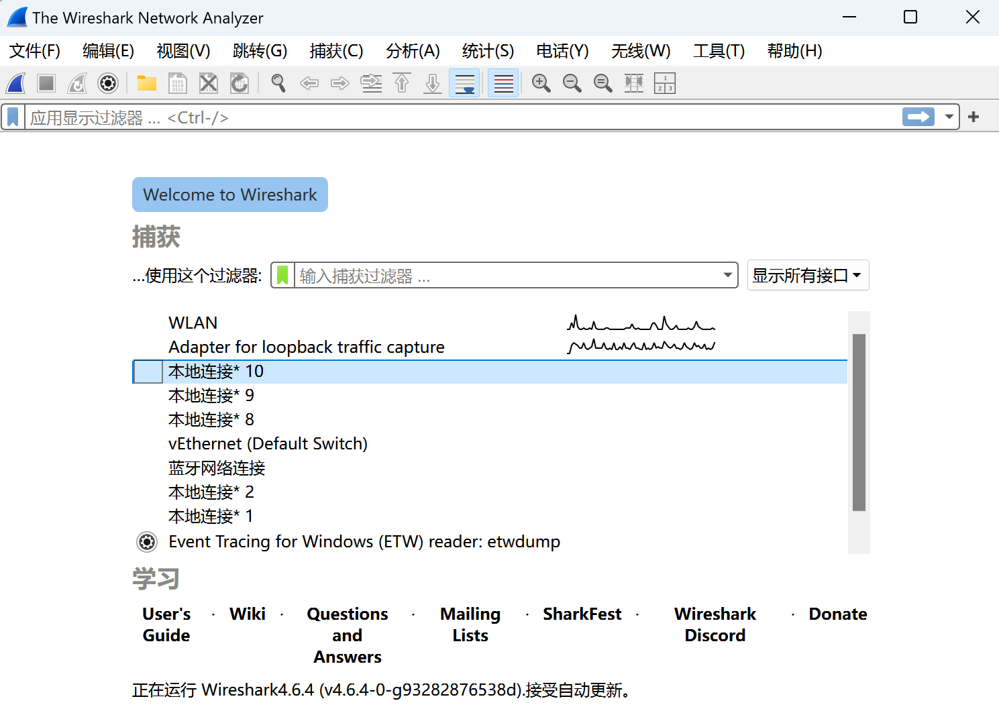 The Wireshark Network Analyzer
文件(F) 编辑(E) 视图(V) 跳转(G) 捕获(C) 分析(A) 统计(S) 电话(Y) 无线(W) 工具(T) 帮助(H)
应用显示过滤器 … <Ctrl-/>
Welcome to Wireshark
捕获
…使用这个过滤器: 输入捕获过滤器 … 显示所有接口
WLAN
Adapter for loopback traffic capture
本地连接* 10
本地连接* 9
本地连接* 8
vEthernet (Default Switch)
蓝牙网络连接
本地连接* 2
本地连接* 1
Event Tracing for Windows (ETW) reader: etwdump
学习
User's Guide · Wiki · Questions and Answers · Mailing Lists · SharkFest · Wireshark Discord · Donate
正在运行 Wireshark4.6.4 (v4.6.4-0-g93282876538d).接受自动更新。